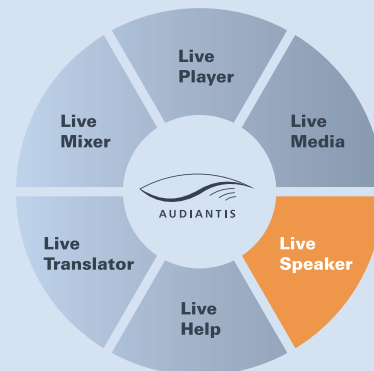 Live
Player
Live
Media
Live
Speaker
Live
Help
Live
Translator
Live
Mixer
AUDIANTIS